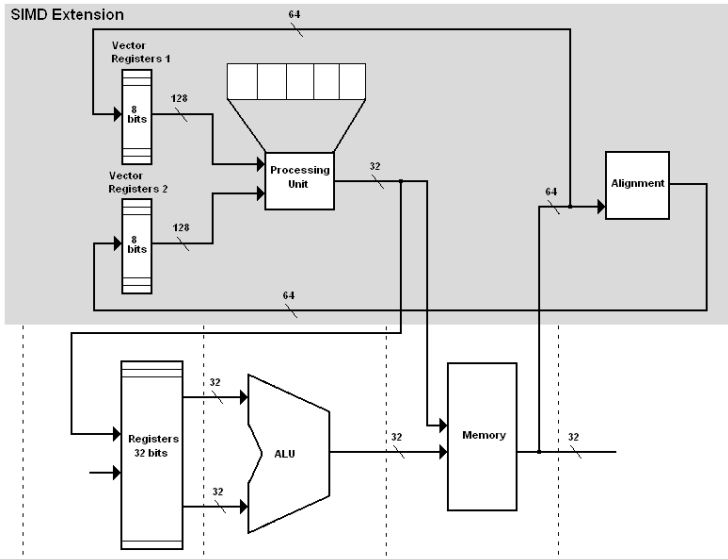 SIMD Extension
64
Vector
Registers 1
8
bits
128
Processing
Unit
32
Vector
Registers 2
8
bits
128
64
Alignment
64
32
32
Registers
32 bits
ALU
32
Memory
32